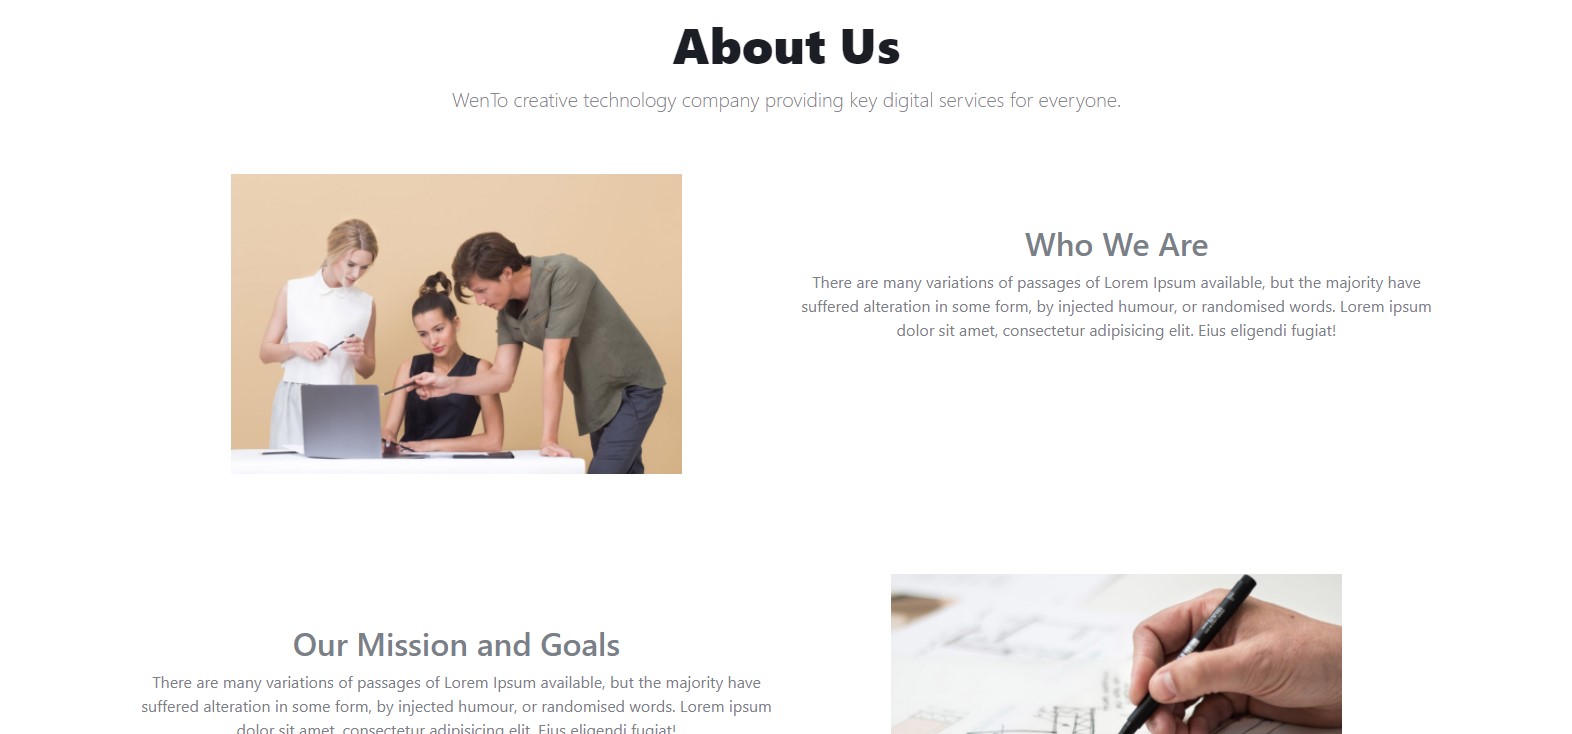 About Us
WenTo creative technology company providing key digital services for everyone.
Who We Are
There are many variations of passages of Lorem Ipsum available, but the majority have
suffered alteration in some form, by injected humour, or randomised words. Lorem ipsum
dolor sit amet, consectetur adipisicing elit. Eius eligendi fugiat!
Our Mission and Goals
There are many variations of passages of Lorem Ipsum available, but the majority have
suffered alteration in some form, by injected humour, or randomised words. Lorem ipsum
dolor sit amet, consectetur adipisicing elit. Eius eligendi fugiat!